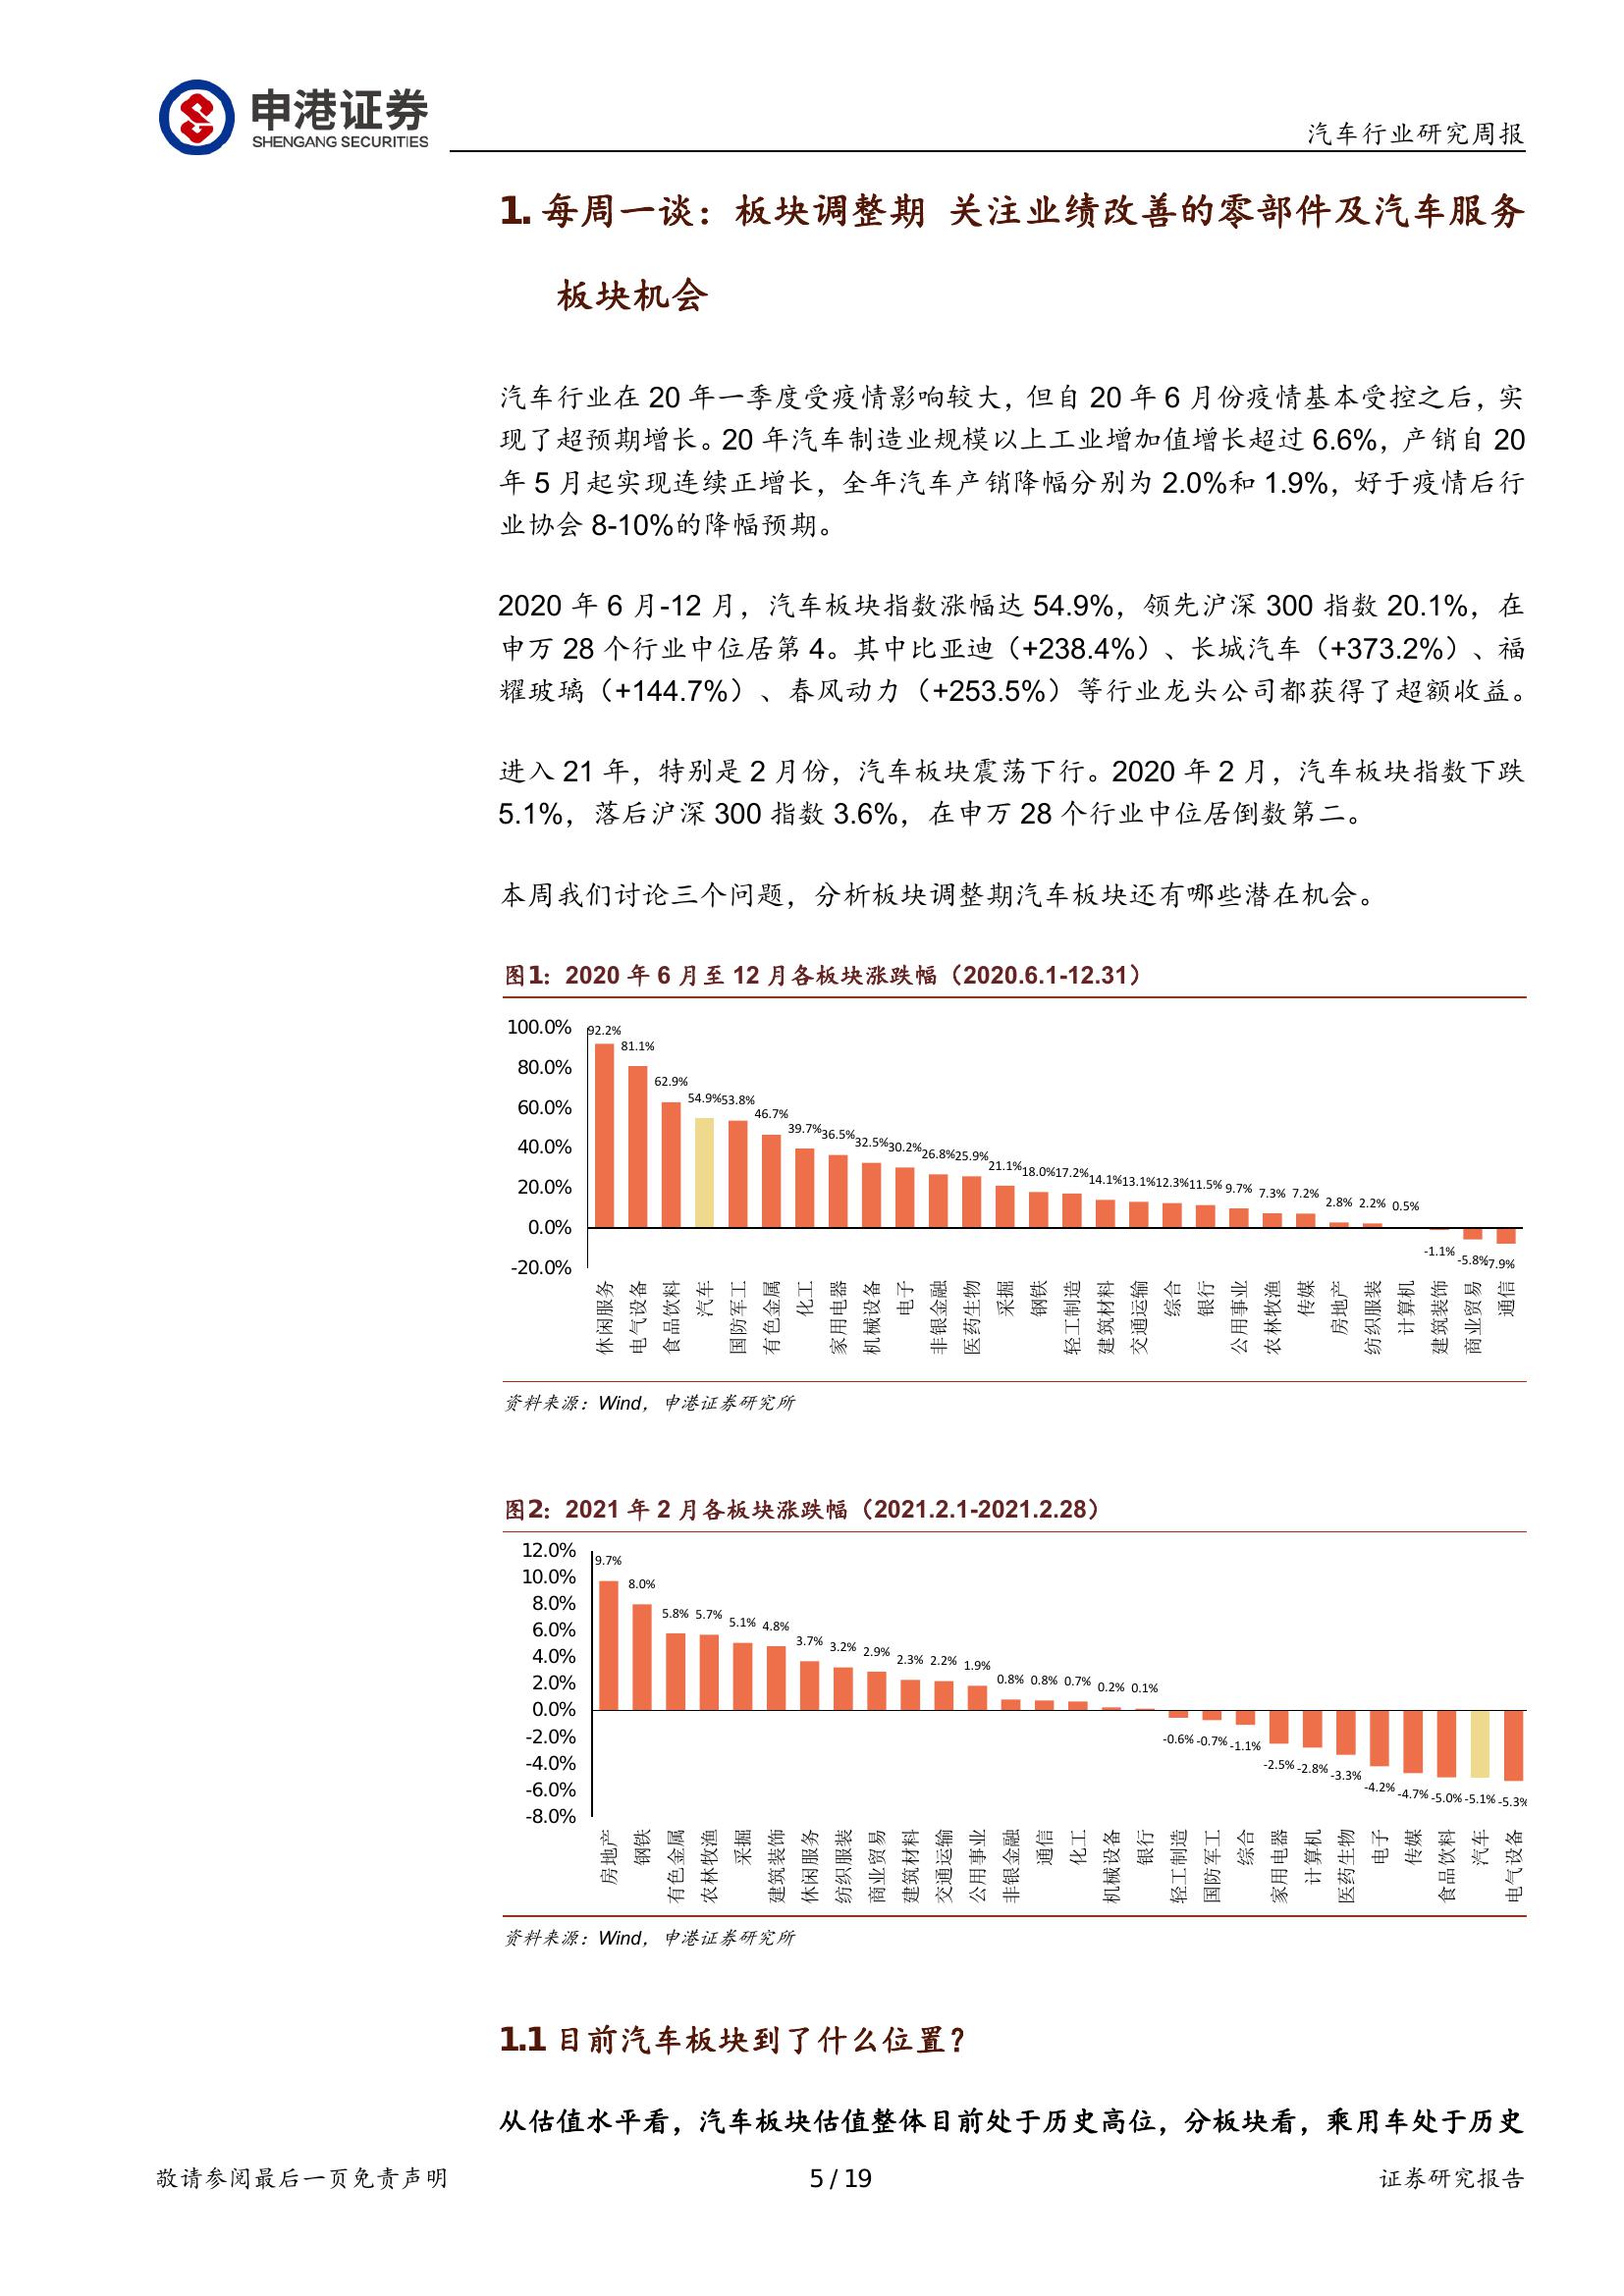 申港证券
SHENGANG SECURITIES
汽车行业研究周报
1. 每周一谈：板块调整期 关注业绩改善的零部件及汽车服务
板块机会
汽车行业在 20 年一季度受疫情影响较大，但自 20 年 6 月份疫情基本受控之后，实
现了超预期增长。20 年汽车制造业规模以上工业增加值增长超过 6.6%，产销自 20
年 5 月起实现连续正增长，全年汽车产销降幅分别为 2.0%和 1.9%，好于疫情后行
业协会 8-10%的降幅预期。
2020 年 6 月-12 月，汽车板块指数涨幅达 54.9%，领先沪深 300 指数 20.1%，在
申万 28 个行业中位居第 4。其中比亚迪（+238.4%）、长城汽车（+373.2%）、福
耀玻璃（+144.7%）、春风动力（+253.5%）等行业龙头公司都获得了超额收益。
进入 21 年，特别是 2 月份，汽车板块震荡下行。2020 年 2 月，汽车板块指数下跌
5.1%，落后沪深 300 指数 3.6%，在申万 28 个行业中位居倒数第二。
本周我们讨论三个问题，分析板块调整期汽车板块还有哪些潜在机会。
图1：2020 年 6 月至 12 月各板块涨跌幅（2020.6.1-12.31）
100.0%
80.0%
60.0%
40.0%
20.0%
0.0%
-20.0%
92.2% 81.1% 62.9% 54.9% 53.8% 46.7% 39.7% 36.5% 32.5% 30.2% 26.8% 25.9% 21.1% 18.0% 17.2% 14.1% 13.1% 12.3% 11.5% 9.7% 7.3% 7.2% 2.8% 2.2% 0.5% -1.1% -5.8% -7.9%
休闲服务 电气设备 食品饮料 汽车 国防军工 有色金属 化工 家用电器 机械设备 电子 非银金融 医药生物 采掘 钢铁 轻工制造 建筑材料 交通运输 综合 银行 公用事业 农林牧渔 传媒 房地产 纺织服装 计算机 建筑装饰 商业贸易 通信
资料来源：Wind，申港证券研究所
图2：2021 年 2 月各板块涨跌幅（2021.2.1-2021.2.28）
12.0%
10.0%
8.0%
6.0%
4.0%
2.0%
0.0%
-2.0%
-4.0%
-6.0%
-8.0%
9.7% 8.0% 5.8% 5.7% 5.1% 4.8% 3.7% 3.2% 2.9% 2.3% 2.2% 1.9% 0.8% 0.8% 0.7% 0.2% 0.1% -0.6% -0.7% -1.1% -2.5% -2.8% -3.3% -4.2% -4.7% -5.0% -5.1% -5.3%
房地产 钢铁 有色金属 农林牧渔 采掘 建筑装饰 休闲服务 纺织服装 商业贸易 建筑材料 交通运输 公用事业 非银金融 通信 化工 机械设备 银行 轻工制造 国防军工 综合 家用电器 计算机 医药生物 电子 传媒 食品饮料 汽车 电气设备
资料来源：Wind，申港证券研究所
1.1 目前汽车板块到了什么位置？
从估值水平看，汽车板块估值整体目前处于历史高位，分板块看，乘用车处于历史
敬请参阅最后一页免责声明
5 / 19
证券研究报告